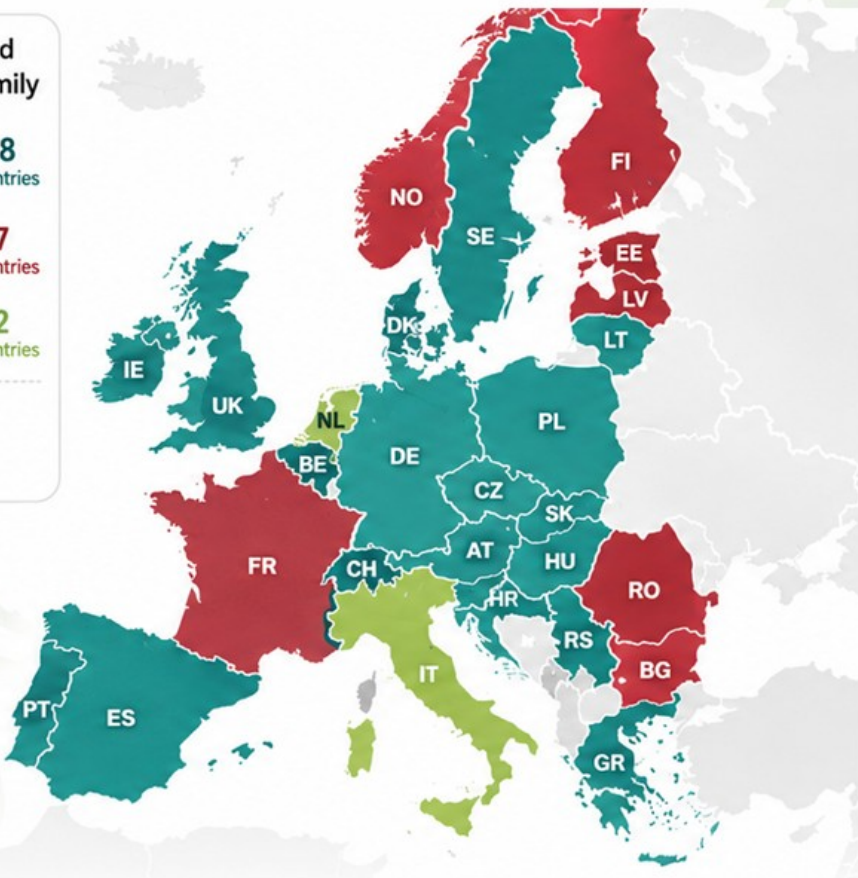 d
mily
8
ntries
7
ntries
2
ntries
NO
FI
SE
EE
LV
DK
LT
IE
UK
NL
PL
BE
DE
CZ
SK
FR
CH
AT
HU
HR
RO
RS
BG
IT
PT
ES
GR